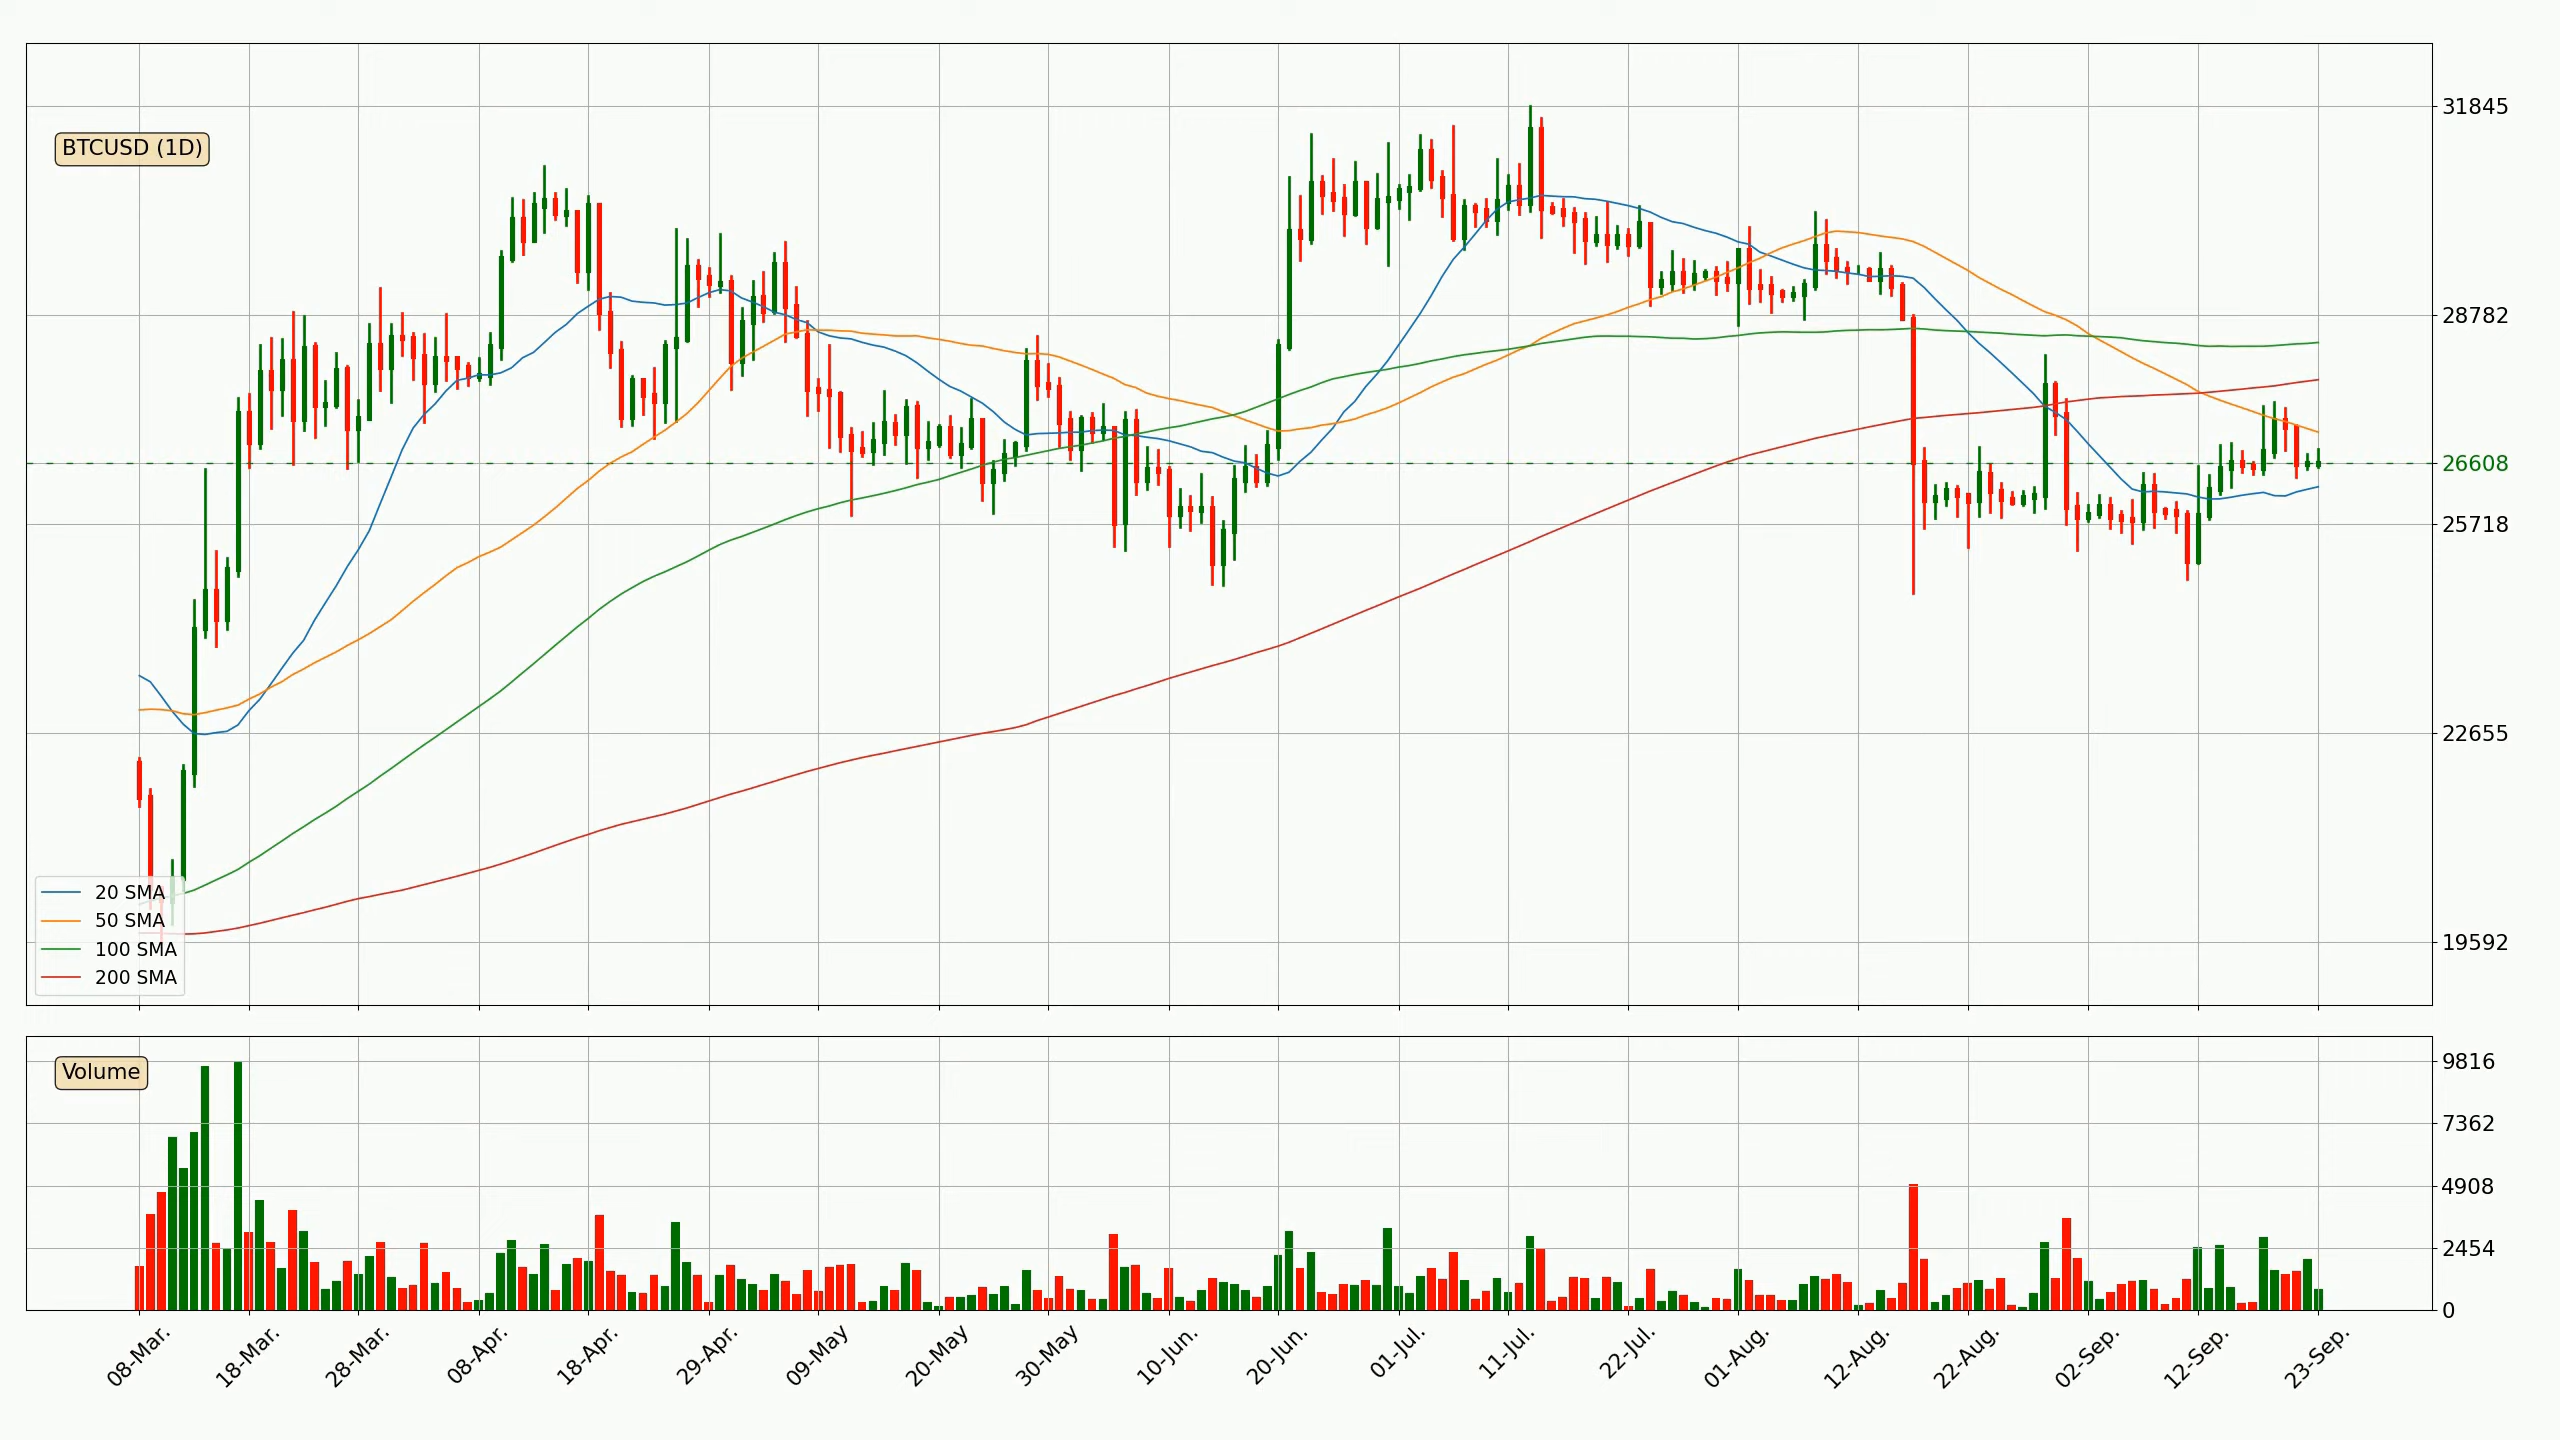 BTCUSD (1D)
31845
28782
26608
25718
22655
19592
20 SMA
50 SMA
100 SMA
200 SMA
Volume
9816
7362
4908
2454
0
08-Mar.
18-Mar.
28-Mar.
08-Apr.
18-Apr.
29-Apr.
09-May
20-May
30-May
10-Jun.
20-Jun.
01-Jul.
11-Jul.
22-Jul.
01-Aug.
12-Aug.
22-Aug.
02-Sep.
12-Sep.
23-Sep.